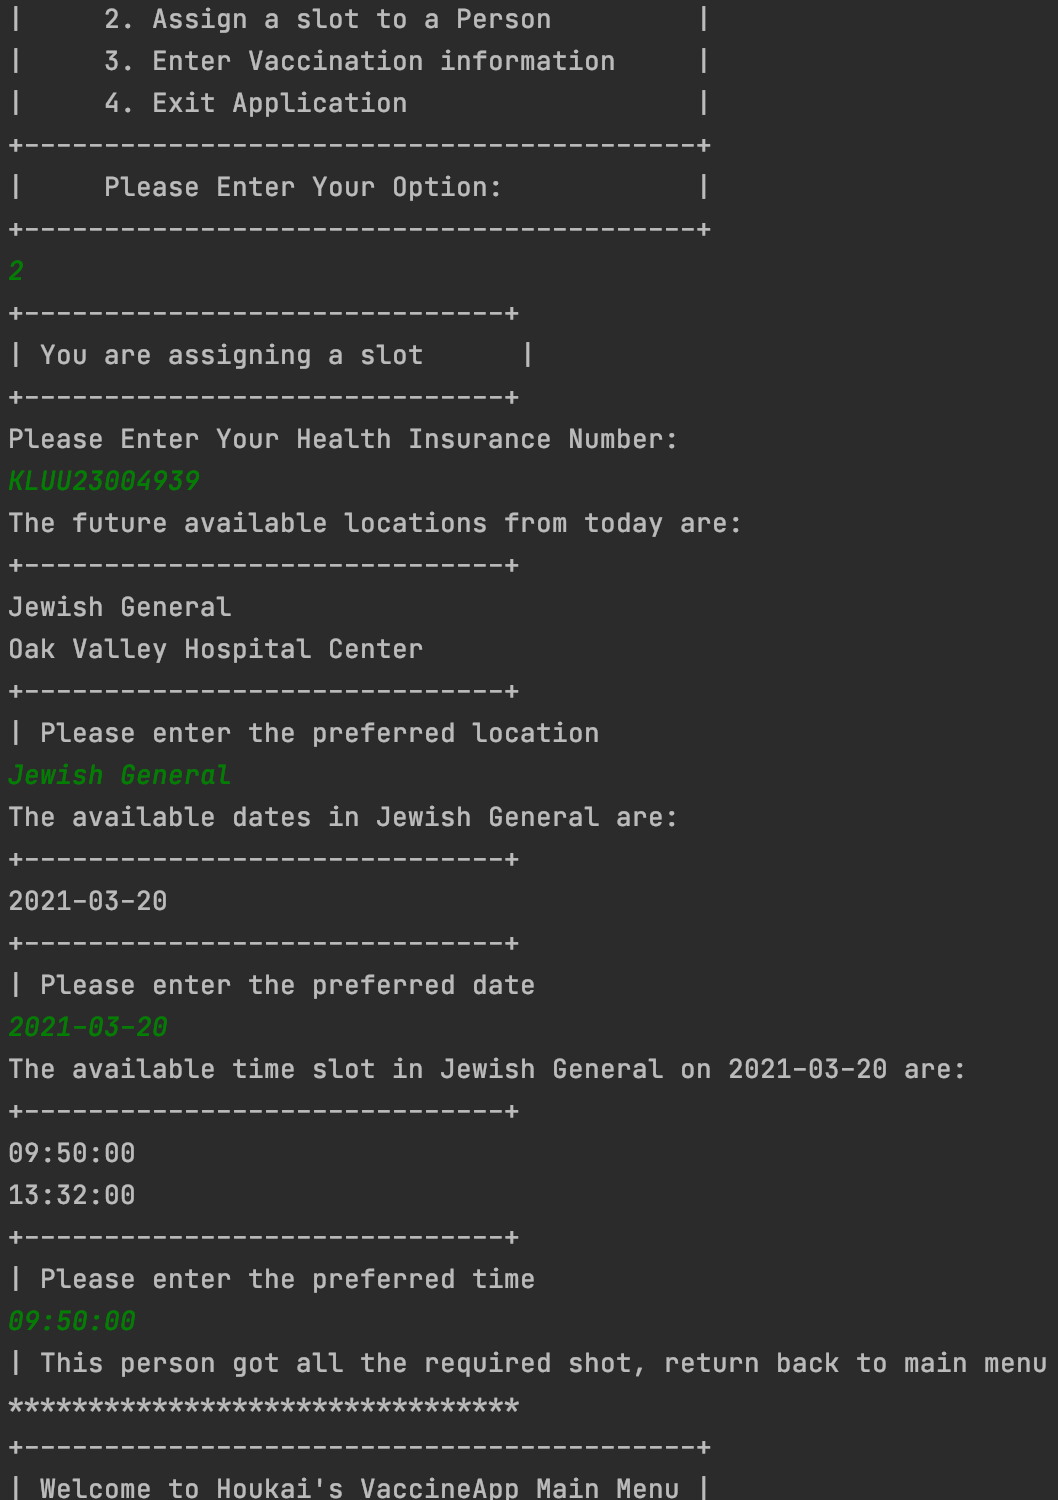 |     2. Assign a slot to a Person         |
|     3. Enter Vaccination information     |
|     4. Exit Application                  |
+------------------------------------------+
|     Please Enter Your Option:            |
+------------------------------------------+
2
+------------------------------+
| You are assigning a slot      |
+------------------------------+
Please Enter Your Health Insurance Number:
KLUU23004939
The future available locations from today are:
+------------------------------+
Jewish General
Oak Valley Hospital Center
+------------------------------+
| Please enter the preferred location
Jewish General
The available dates in Jewish General are:
+------------------------------+
2021-03-20
+------------------------------+
| Please enter the preferred date
2021-03-20
The available time slot in Jewish General on 2021-03-20 are:
+------------------------------+
09:50:00
13:32:00
+------------------------------+
| Please enter the preferred time
09:50:00
| This person got all the required shot, return back to main menu
********************************
+------------------------------------------+
| Welcome to Houkai's VaccineApp Main Menu |